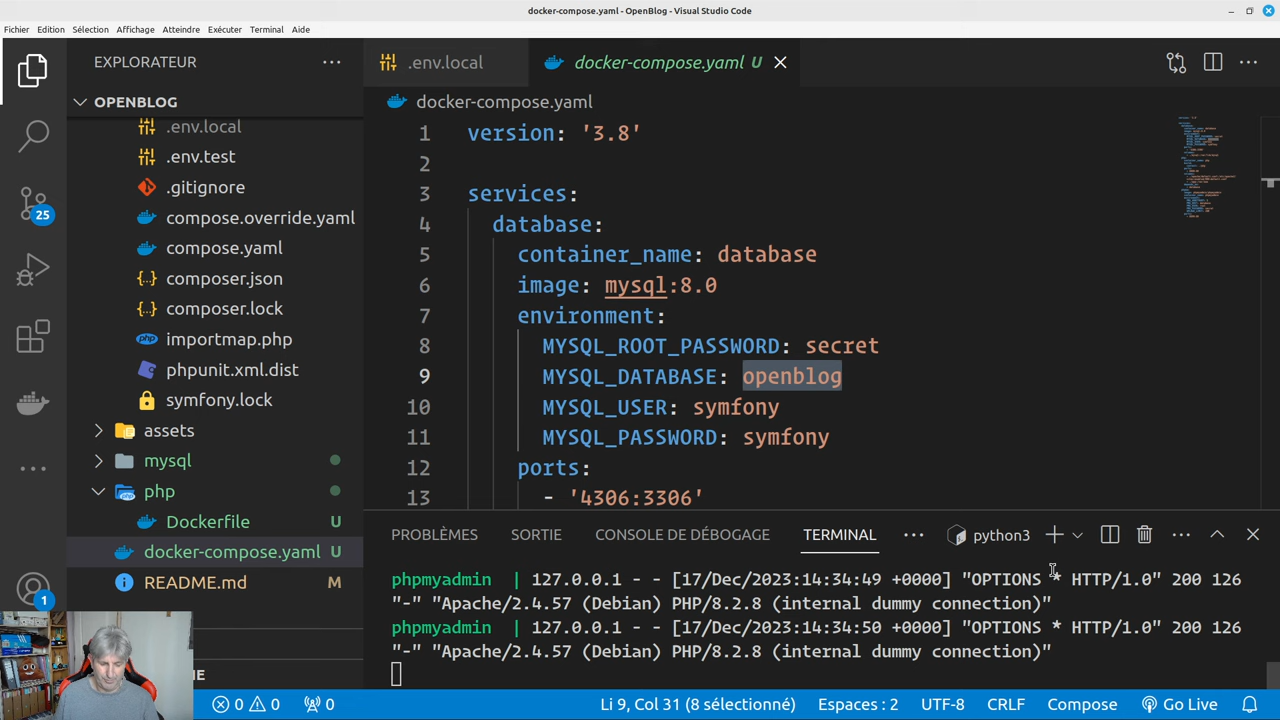 docker-compose.yaml - OpenBlog - Visual Studio Code
Fichier Edition Sélection Affichage Atteindre Exécuter Terminal Aide
EXPLORATEUR
OPENBLOG
.env.local
.env.test
.gitignore
compose.override.yaml
compose.yaml
composer.json
composer.lock
importmap.php
phpunit.xml.dist
symfony.lock
assets
mysql
php
Dockerfile U
docker-compose.yaml U
README.md M
25
1
.env.local docker-compose.yaml U
docker-compose.yaml
1 version: '3.8'
2
3 services:
4 database:
5 container_name: database
6 image: mysql:8.0
7 environment:
8 MYSQL_ROOT_PASSWORD: secret
9 MYSQL_DATABASE: openblog
10 MYSQL_USER: symfony
11 MYSQL_PASSWORD: symfony
12 ports:
13 - '4306:3306'
PROBLÈMES SORTIE CONSOLE DE DÉBOGAGE TERMINAL python3
phpmyadmin | 127.0.0.1 - - [17/Dec/2023:14:34:49 +0000] "OPTIONS * HTTP/1.0" 200 126
"-" "Apache/2.4.57 (Debian) PHP/8.2.8 (internal dummy connection)"
phpmyadmin | 127.0.0.1 - - [17/Dec/2023:14:34:50 +0000] "OPTIONS * HTTP/1.0" 200 126
"-" "Apache/2.4.57 (Debian) PHP/8.2.8 (internal dummy connection)"
0 0 0 Li 9, Col 31 (8 sélectionné) Espaces : 2 UTF-8 CRLF Compose Go Live